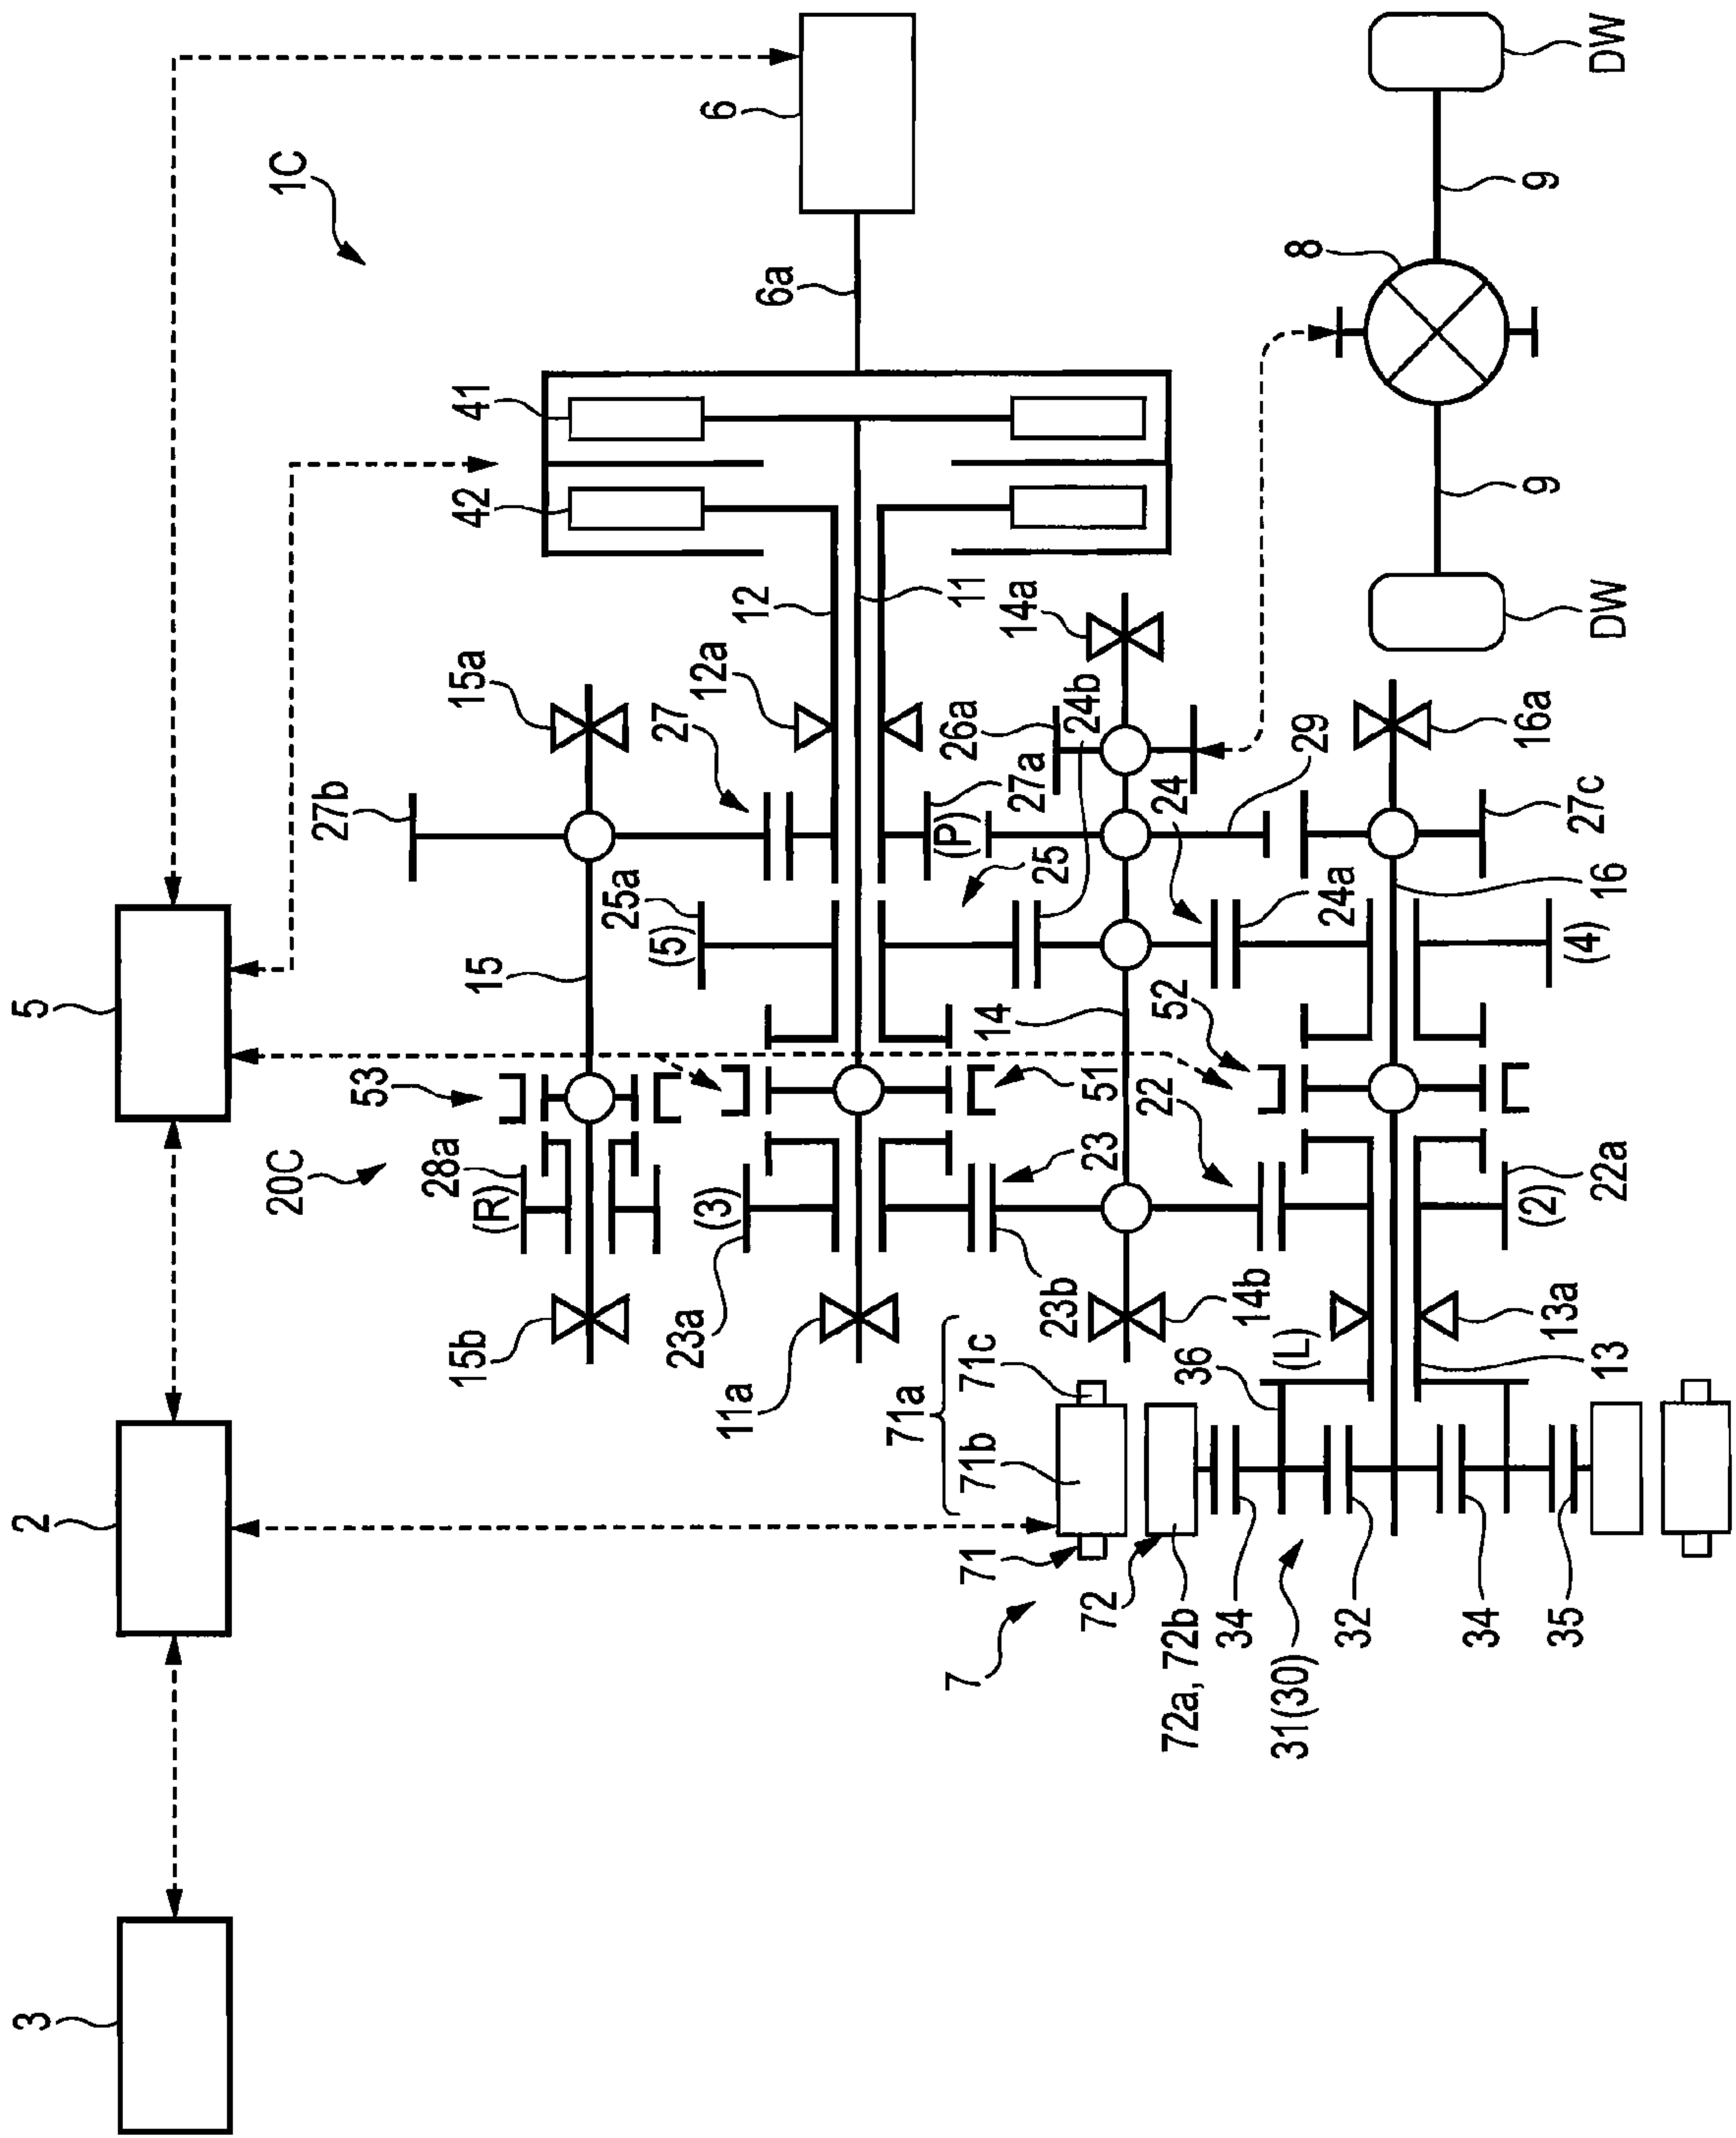 3
2
5
20C
1C
27b
53
28a
15b
15a
42
41
(R)
15
25a
(5)
27
23a
(3)
12a
6
11a
12
6a
71a
7
(P)
26a
71
71b
71c
11
14
27a
14a
23b
25
24b
72
23
51
22
52
24
72a, 72b
36
34
14b
31(30)
(L)
8
29
24a
32
34
(2)
16a
9
9
35
13a
(4)
27c
13
22a
16
DW
DW